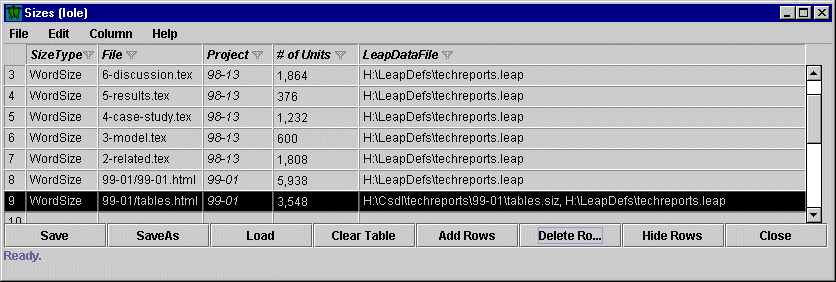 Sizes (Iole)
File Edit Column Help
SizeType File Project # of Units LeapDataFile
3 WordSize 6-discussion.tex 98-13 1,864 H:\LeapDefs\techreports.leap
4 WordSize 5-results.tex 98-13 376 H:\LeapDefs\techreports.leap
5 WordSize 4-case-study.tex 98-13 1,232 H:\LeapDefs\techreports.leap
6 WordSize 3-model.tex 98-13 600 H:\LeapDefs\techreports.leap
7 WordSize 2-related.tex 98-13 1,808 H:\LeapDefs\techreports.leap
8 WordSize 99-01/99-01.html 99-01 5,938 H:\LeapDefs\techreports.leap
9 WordSize 99-01/tables.html 99-01 3,548 H:\Csdl\techreports\99-01\tables.siz, H:\LeapDefs\techreports.leap
10
Save SaveAs Load Clear Table Add Rows Delete Ro... Hide Rows Close
Ready.